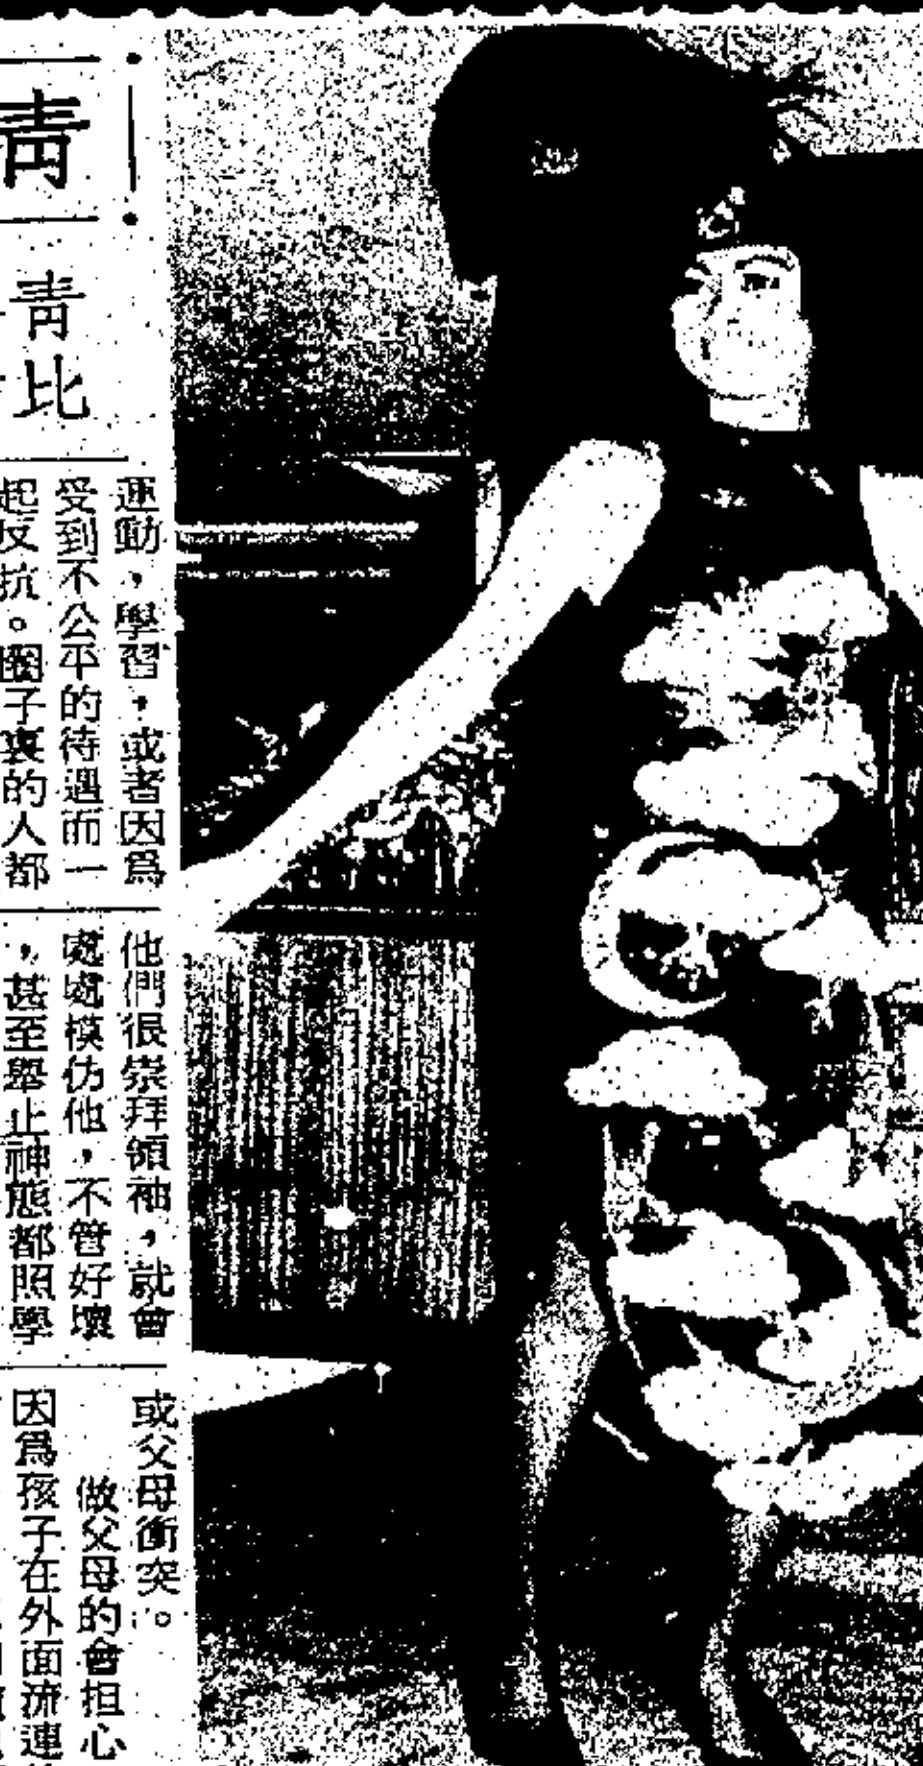 青
青
比
運動，學習，或者因爲
受到不公平的待遇而一
起反抗。圈子裏的人都
他們很崇拜領袖，就會
處處模仿他，不管好壞
，甚至舉止神態都照學
或父母衝突。
做父母的會担心
因爲孩子在外面流連